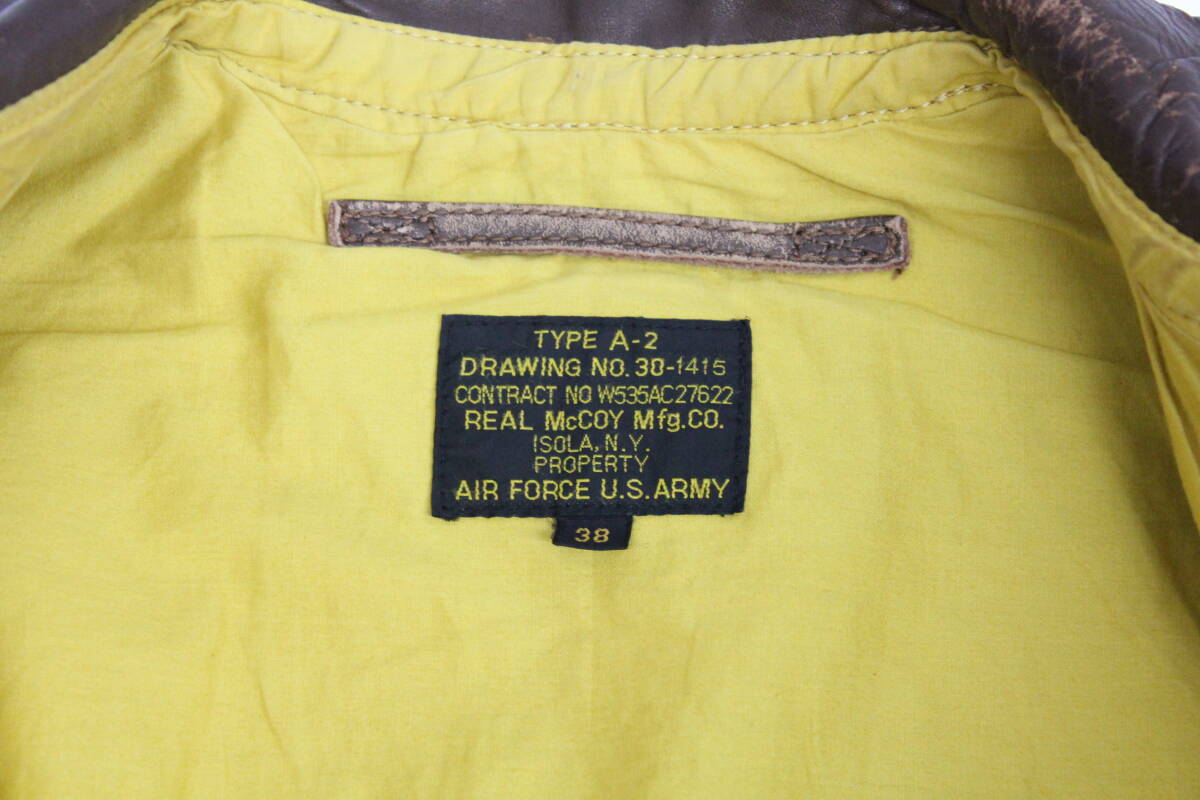 TYPE A-2
DRAWING NO. 30-1415
CONTRACT NO W535AC27622
REAL McCOY Mfg.CO.
ISOLA, N.Y.
PROPERTY
AIR FORCE U.S.ARMY
38